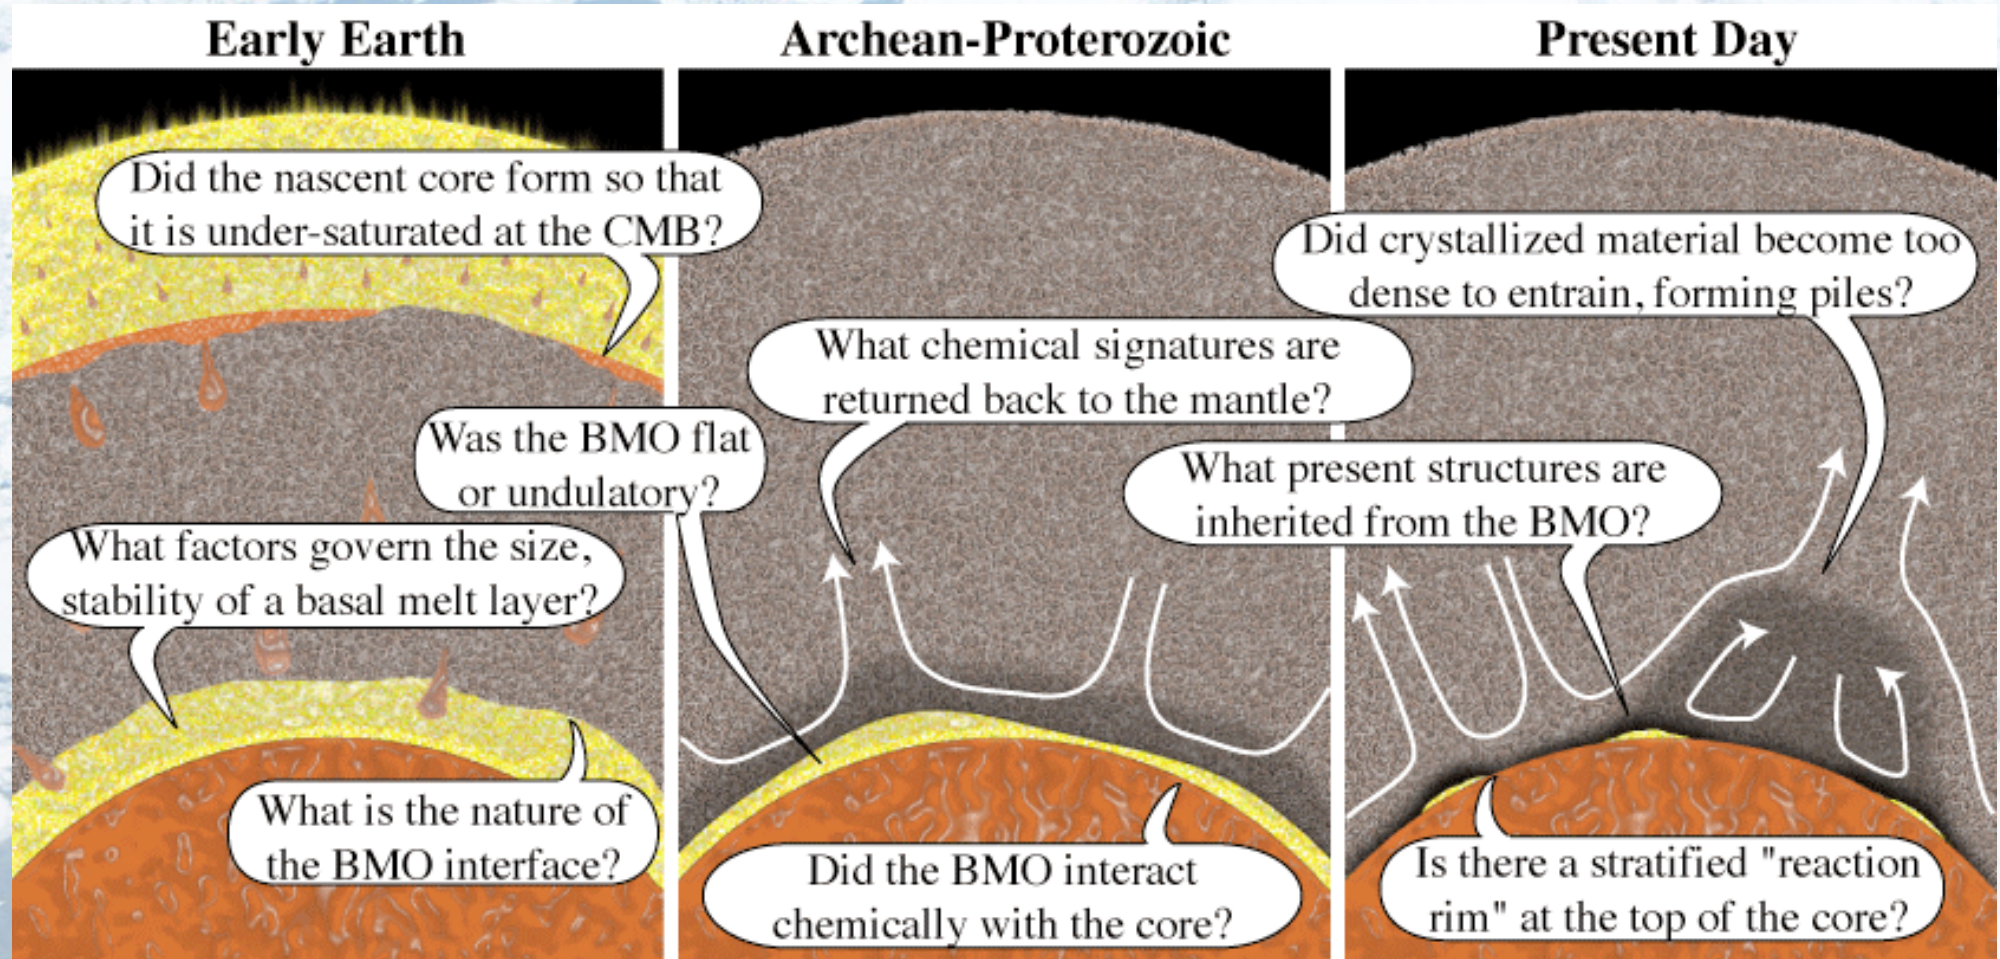 Early Earth
Archean-Proterozoic
Present Day
Did the nascent core form so that
it is under-saturated at the CMB?
Was the BMO flat
or undulatory?
What factors govern the size,
stability of a basal melt layer?
What is the nature of
the BMO interface?
What chemical signatures are
returned back to the mantle?
Did the BMO interact
chemically with the core?
Did crystallized material become too
dense to entrain, forming piles?
What present structures are
inherited from the BMO?
Is there a stratified "reaction
rim" at the top of the core?